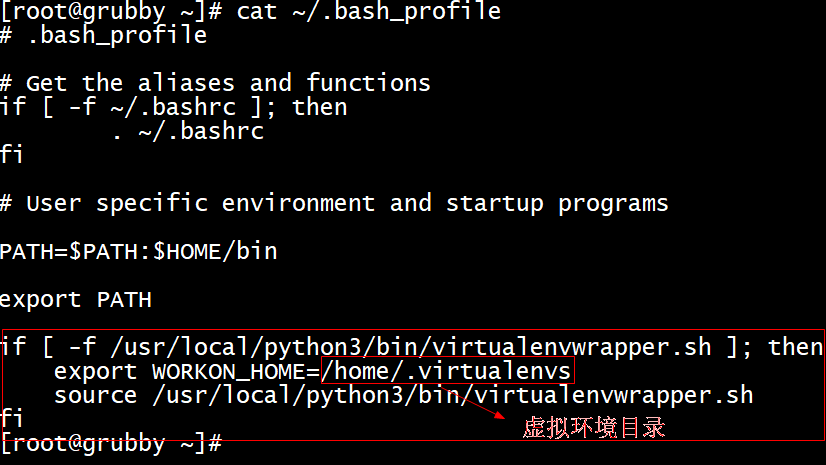 [root@grubby ~]# cat ~/.bash_profile
# .bash_profile
# Get the aliases and functions
if [ -f ~/.bashrc ]; then
. ~/.bashrc
fi
# User specific environment and startup programs
PATH=$PATH:$HOME/bin
export PATH
if [ -f /usr/local/python3/bin/virtualenvwrapper.sh ]; then
export WORKON_HOME=/home/.virtualenvs
source /usr/local/python3/bin/virtualenvwrapper.sh
fi
虚拟环境目录
[root@grubby ~]#